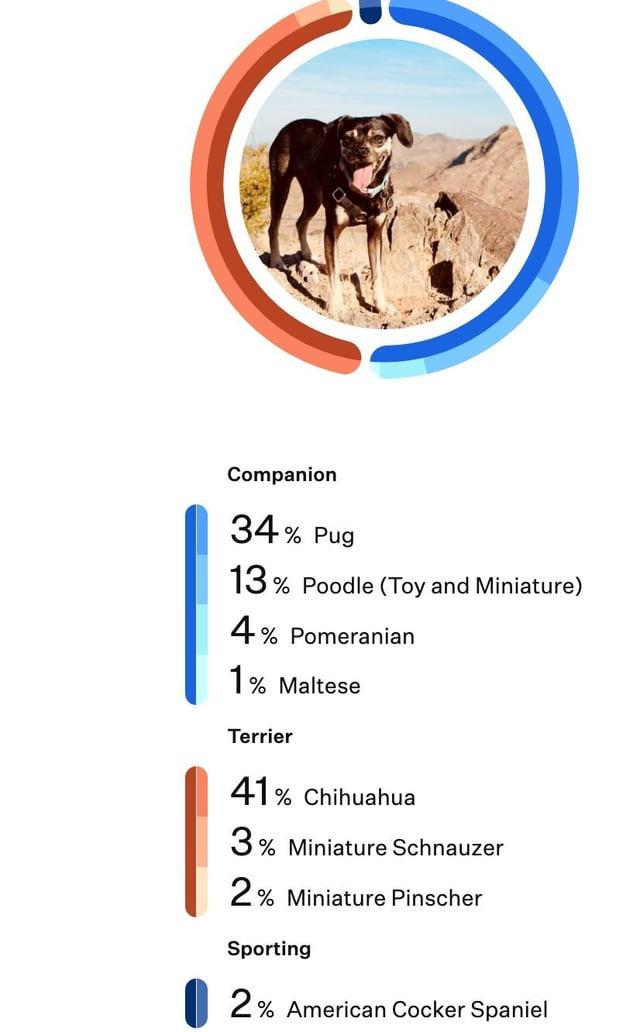 Companion
34% Pug
13% Poodle (Toy and Miniature)
4% Pomeranian
1% Maltese
Terrier
41% Chihuahua
3% Miniature Schnauzer
2% Miniature Pinscher
Sporting
2% American Cocker Spaniel